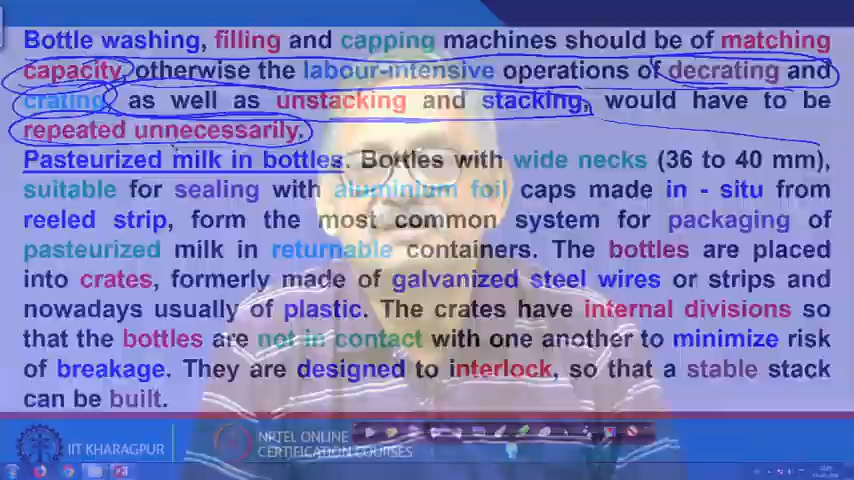 Bottle washing, filling and capping machines should be of matching
capacity, otherwise the labour-intensive operations of decrating and
crating as well as unstacking and stacking, would have to be
repeated unnecessarily.
Pasteurized milk in bottles. Bottles with wide necks (36 to 40 mm),
suitable for sealing with aluminium foil caps made in - situ from
reeled strip, form the most common system for packaging of
pasteurized milk in returnable containers. The bottles are placed
into crates, formerly made of galvanized steel wires or strips and
nowadays usually of plastic. The crates have internal divisions so
that the bottles are not in contact with one another to minimize risk
of breakage. They are designed to interlock, so that a stable stack
can be built.
IIT KHARAGPUR
NPTEL ONLINE
CERTIFICATION COURSES